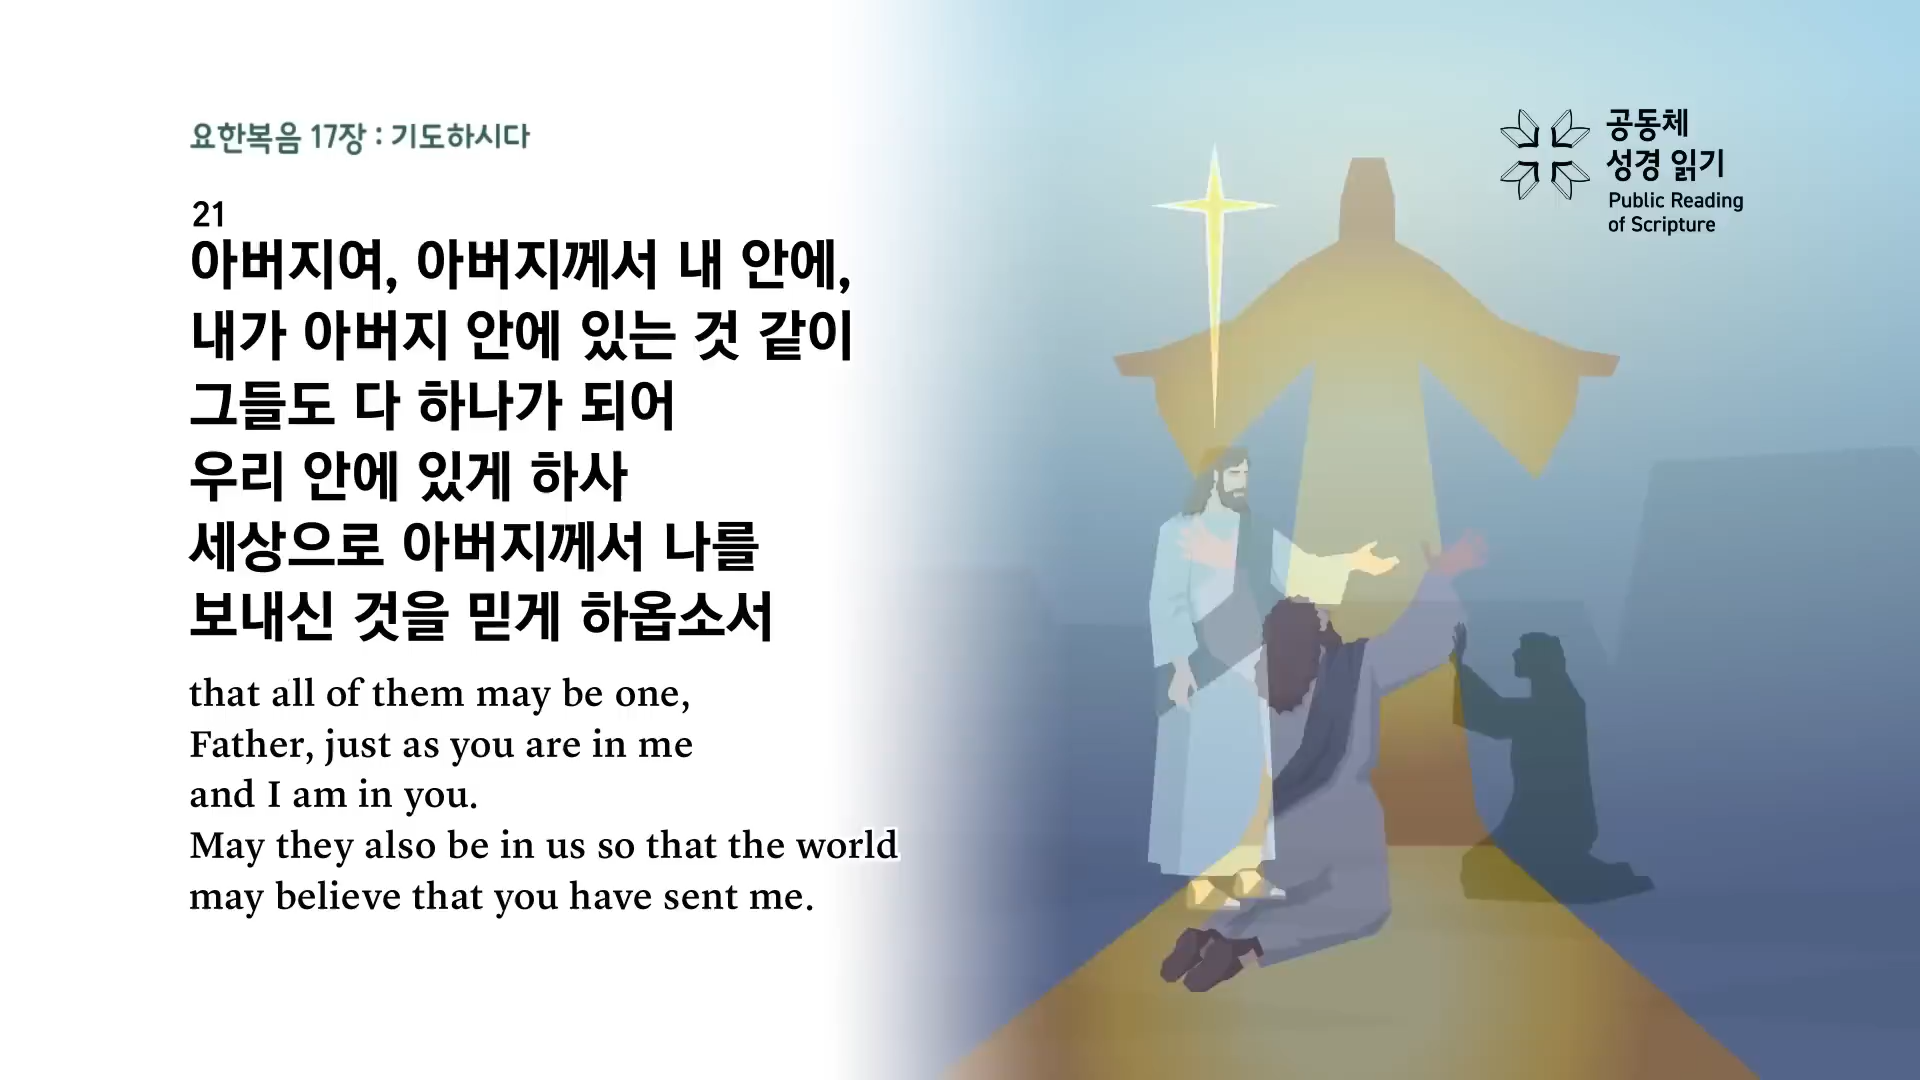 요한복음 17장 : 기도하시다
21
아버지여, 아버지께서 내 안에,
내가 아버지 안에 있는 것 같이
그들도 다 하나가 되어
우리 안에 있게 하사
세상으로 아버지께서 나를
보내신 것을 믿게 하옵소서
that all of them may be one,
Father, just as you are in me
and I am in you.
May they also be in us so that the world
may believe that you have sent me.
공동체
성경 읽기
Public Reading
of Scripture